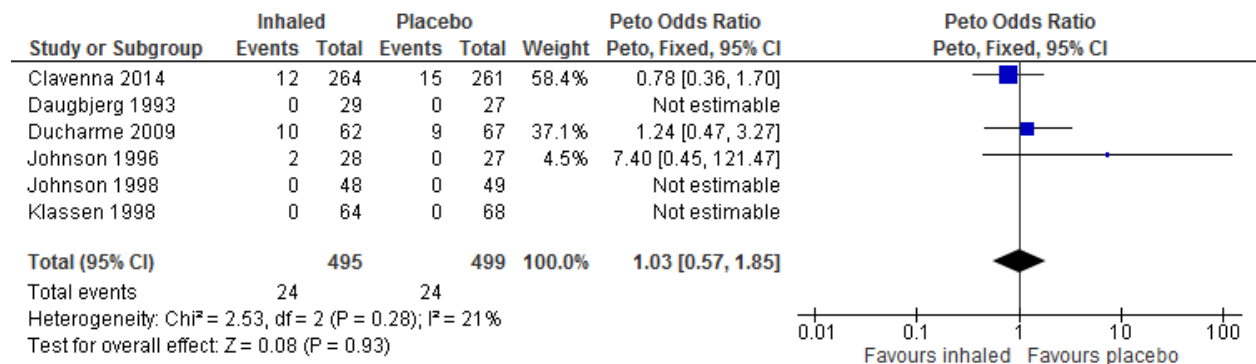 Inhaled Placebo Peto Odds Ratio Peto Odds Ratio
Study or Subgroup Events Total Events Total Weight Peto, Fixed, 95% CI Peto, Fixed, 95% CI
Clavenna 2014 12 264 15 261 58.4% 0.78 [0.36, 1.70]
Daugbjerg 1993 0 29 0 27 Not estimable
Ducharme 2009 10 62 9 67 37.1% 1.24 [0.47, 3.27]
Johnson 1996 2 28 0 27 4.5% 7.40 [0.45, 121.47]
Johnson 1998 0 48 0 49 Not estimable
Klassen 1998 0 64 0 68 Not estimable
Total (95% CI) 495 499 100.0% 1.03 [0.57, 1.85]
Total events 24 24
Heterogeneity: Chi² = 2.53, df = 2 (P = 0.28); I² = 21%
Test for overall effect: Z = 0.08 (P = 0.93)
0.01 0.1 1 10 100
Favours inhaled Favours placebo